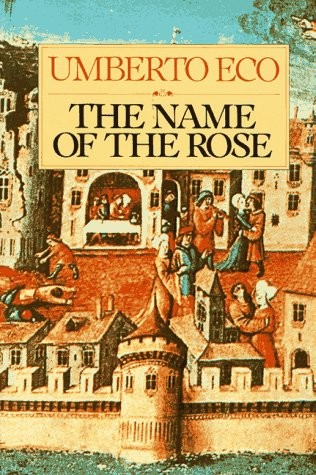 UMBERTO ECO
THE NAME
OF THE ROSE